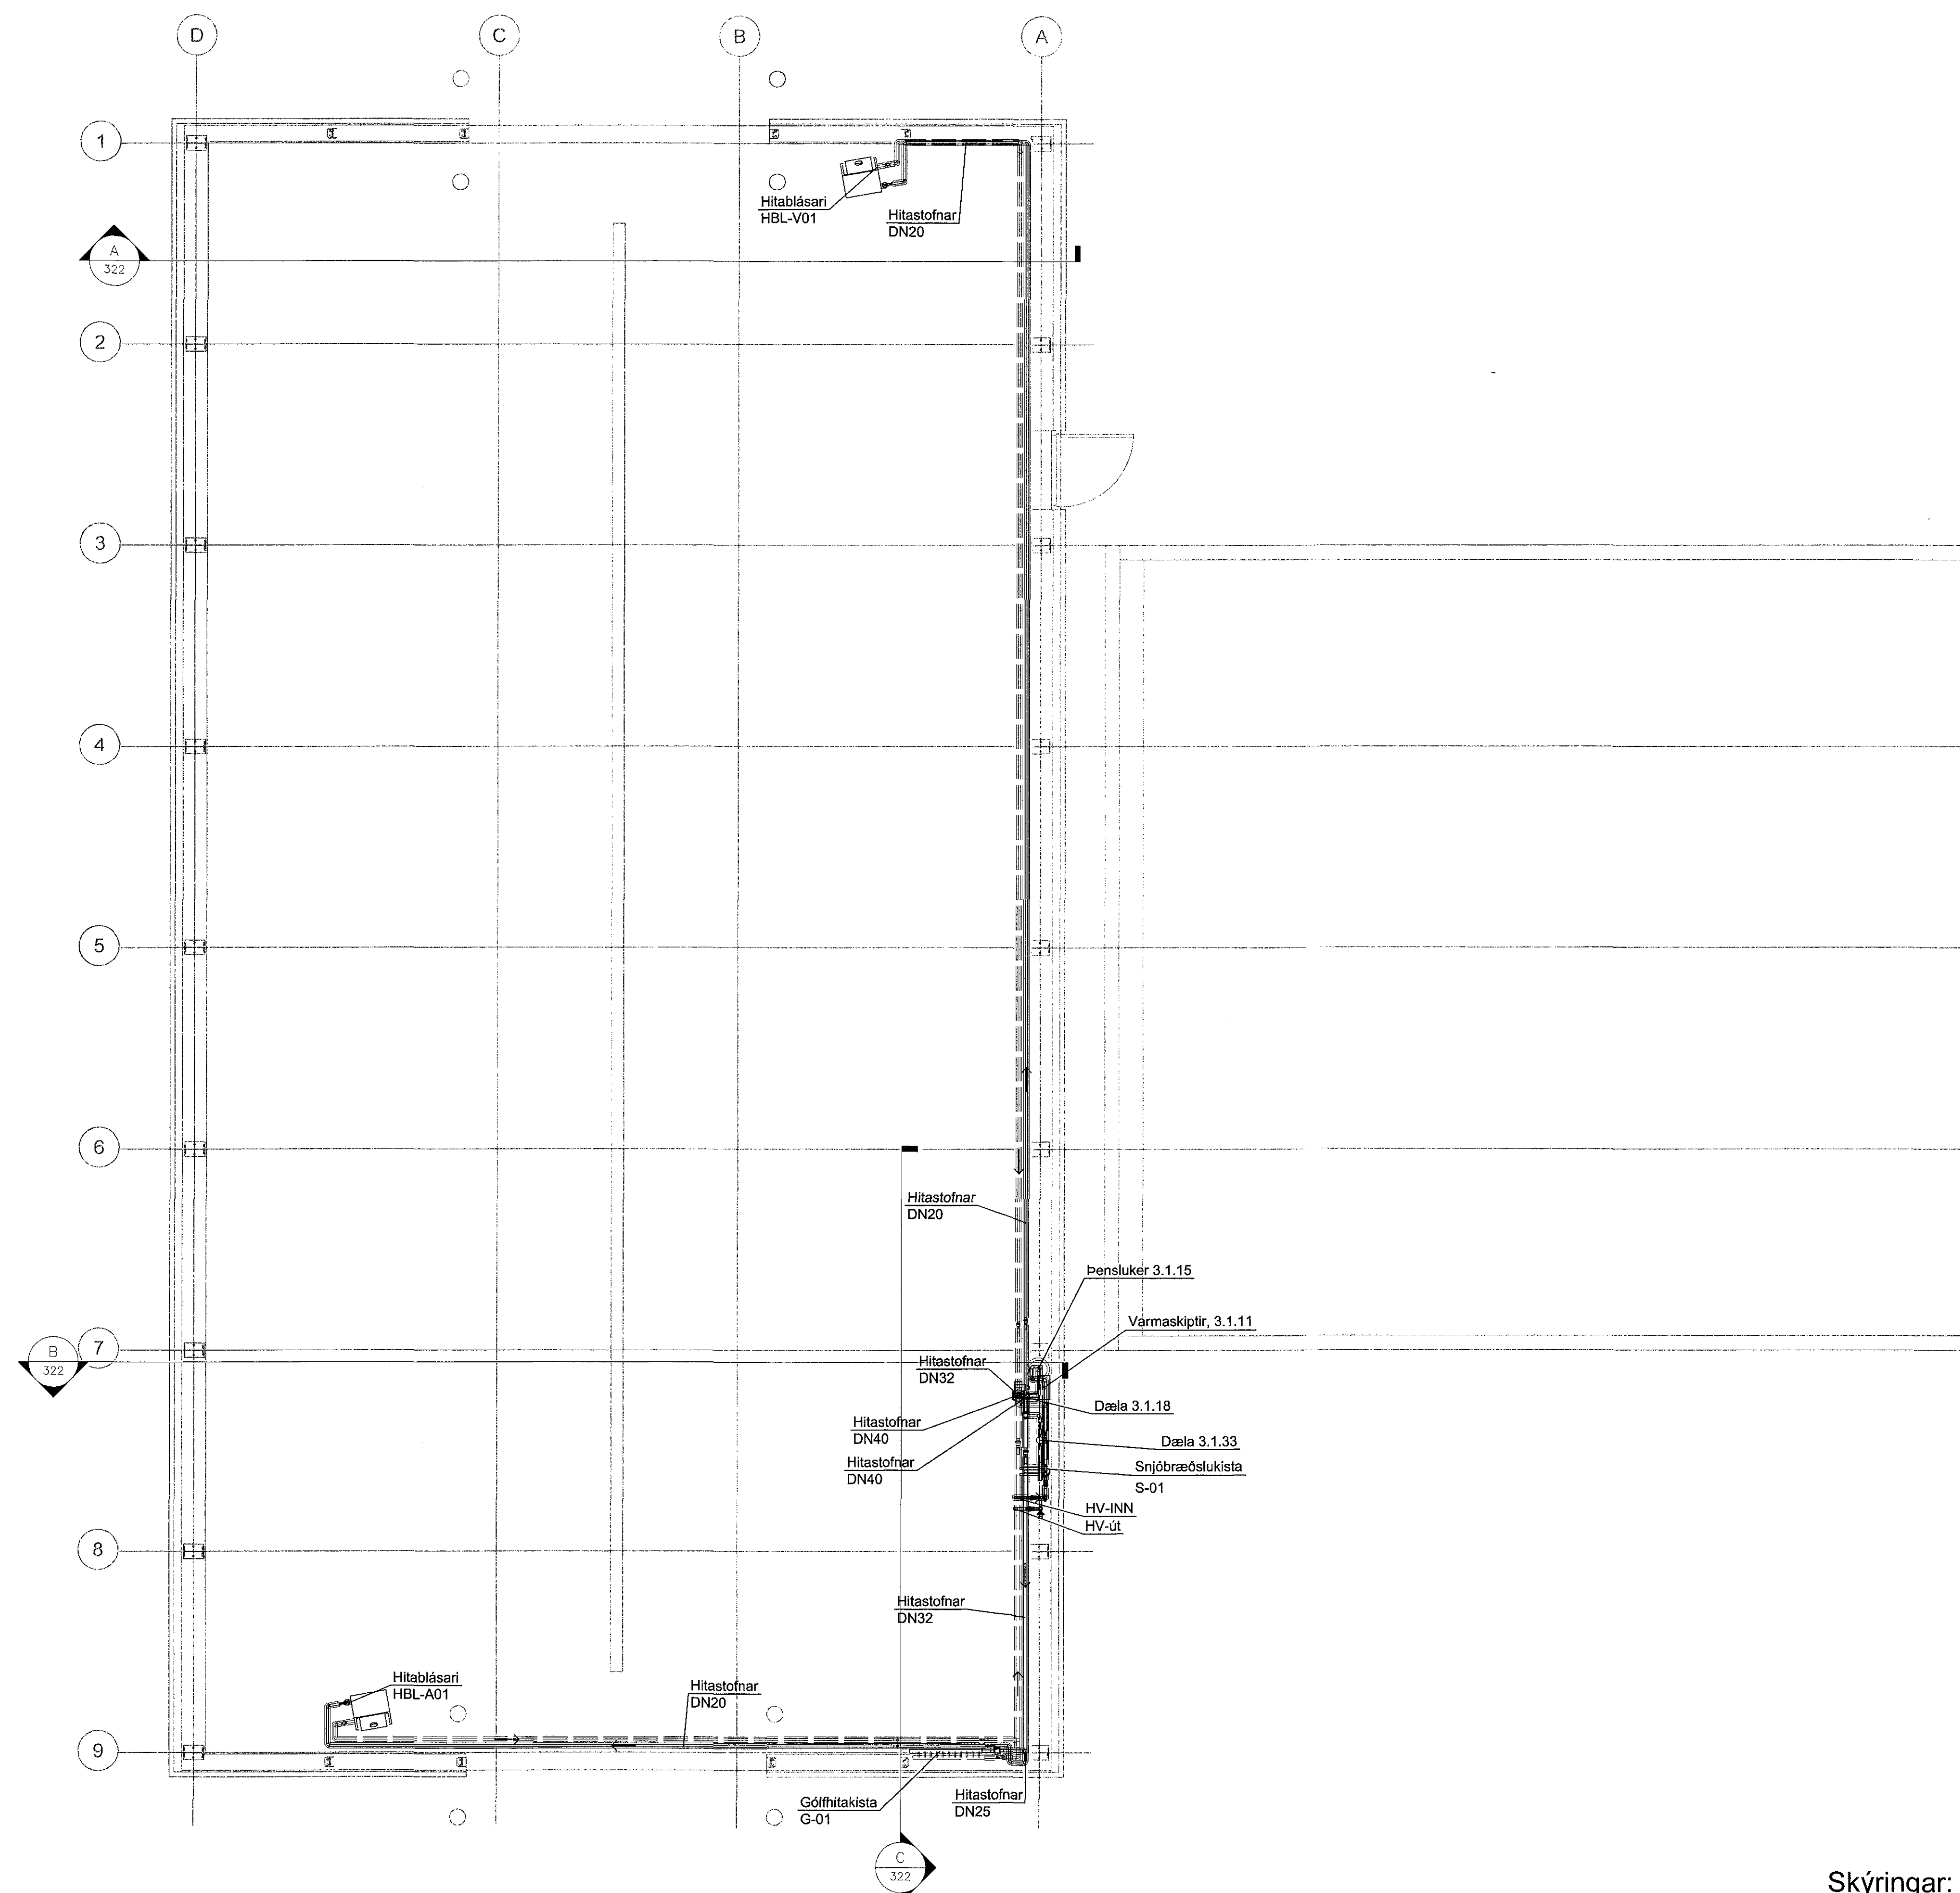 D
C
B
A
1
Hitablásari
HBL-V01
Hitastofnar
DN20
A
322
2
3
4
5
6
Hitastofnar
DN20
Þensluker 3.1.15
Varmaskiptir, 3.1.11
7
B
322
Hitastofnar
DN32
Dæla 3.1.18
Hitastofnar
DN40
Dæla 3.1.33
Hitastofnar
DN40
Snjóbræðslukista
S-01
HV-INN
HV-út
8
Hitastofnar
DN32
Hitablásari
HBL-A01
Hitastofnar
DN20
9
Gólfhitakista
G-01
Hitastofnar
DN25
C
322
Skýringar: